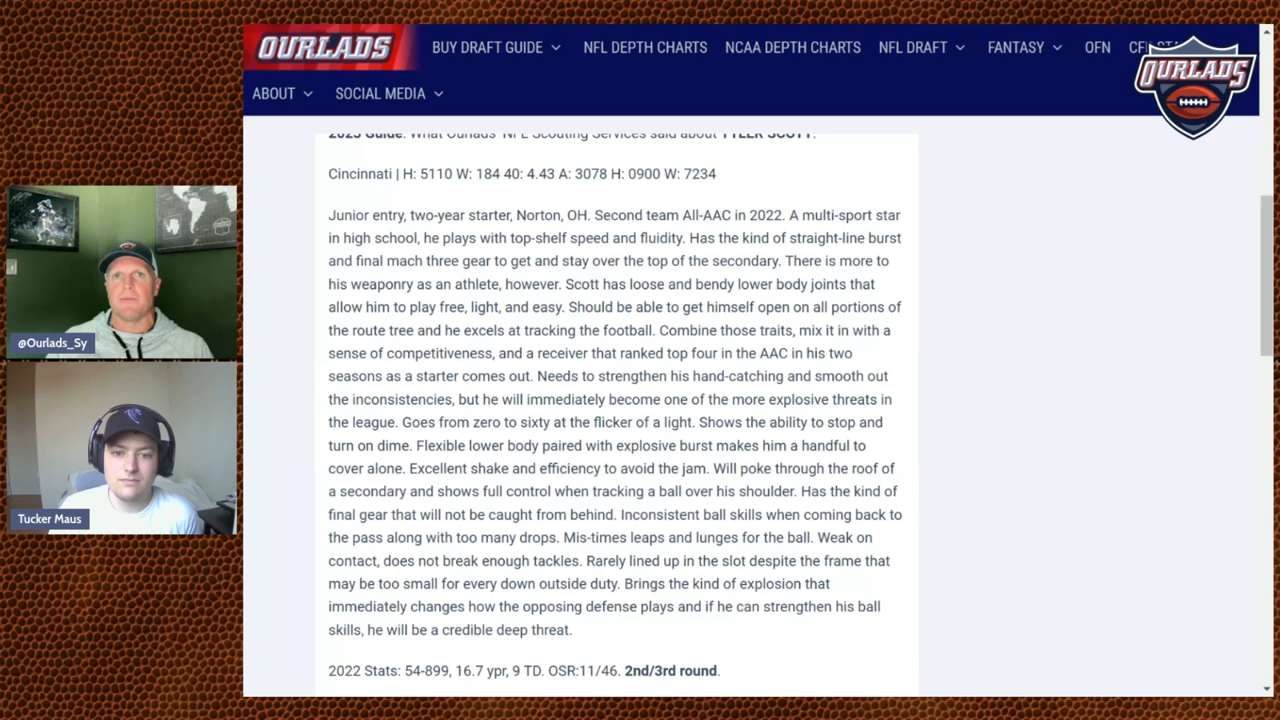 OURLADS
BUY DRAFT GUIDE
NFL DEPTH CHARTS
NCAA DEPTH CHARTS
NFL DRAFT
FANTASY
OFN
OURLADS
ABOUT
SOCIAL MEDIA
2023 Guide: What Ourlads' NFL Scouting Services said about TYLER SCOTT:
Cincinnati | H: 5110 W: 184 40: 4.43 A: 3078 H: 0900 W: 7234
Junior entry, two-year starter, Norton, OH. Second team All-AAC in 2022. A multi-sport star
in high school, he plays with top-shelf speed and fluidity. Has the kind of straight-line burst
and final mach three gear to get and stay over the top of the secondary. There is more to
his weaponry as an athlete, however. Scott has loose and bendy lower body joints that
allow him to play free, light, and easy. Should be able to get himself open on all portions of
the route tree and he excels at tracking the football. Combine those traits, mix it in with a
sense of competitiveness, and a receiver that ranked top four in the AAC in his two
seasons as a starter comes out. Needs to strengthen his hand-catching and smooth out
the inconsistencies, but he will immediately become one of the more explosive threats in
the league. Goes from zero to sixty at the flicker of a light. Shows the ability to stop and
turn on dime. Flexible lower body paired with explosive burst makes him a handful to
cover alone. Excellent shake and efficiency to avoid the jam. Will poke through the roof of
a secondary and shows full control when tracking a ball over his shoulder. Has the kind of
final gear that will not be caught from behind. Inconsistent ball skills when coming back to
the pass along with too many drops. Mis-times leaps and lunges for the ball. Weak on
contact, does not break enough tackles. Rarely lined up in the slot despite the frame that
may be too small for every down outside duty. Brings the kind of explosion that
immediately changes how the opposing defense plays and if he can strengthen his ball
skills, he will be a credible deep threat.
2022 Stats: 54-899, 16.7 ypr, 9 TD. OSR:11/46. 2nd/3rd round.
@Ourlads_Sy
Tucker Maus